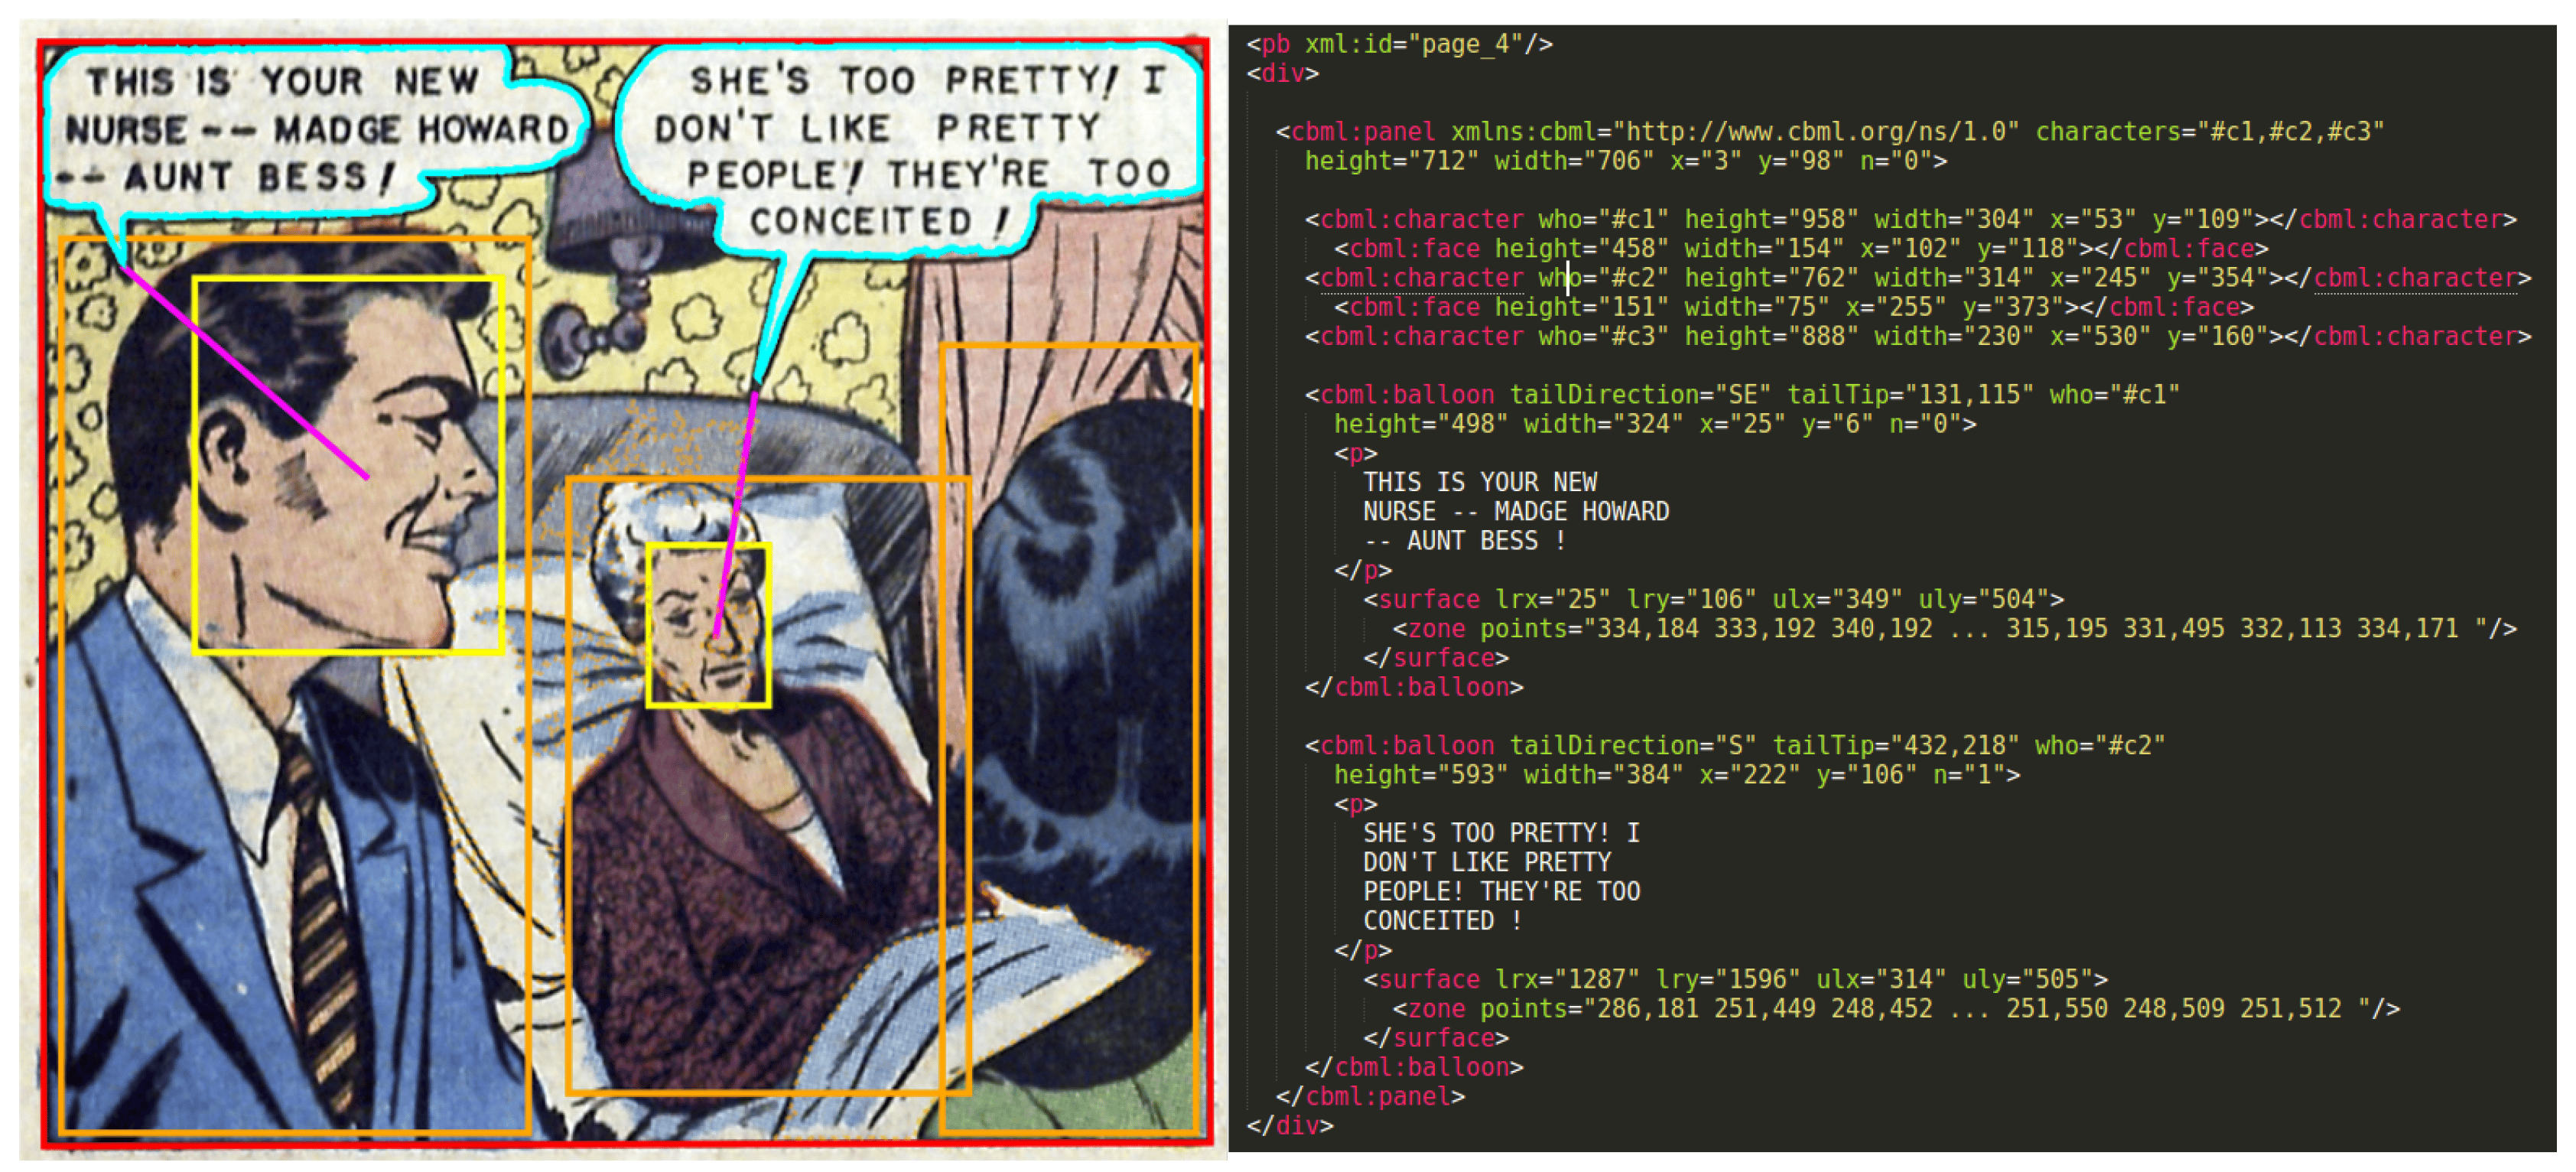 THIS IS YOUR NEW
NURSE -- MADGE HOWARD
-- AUNT BESS!
SHE'S TOO PRETTY! I
DON'T LIKE PRETTY
PEOPLE! THEY'RE TOO
CONCEITED !
<pb xml:id="page_4"/>
<div>
<cbml:panel xmlns:cbml="http://www.cbml.org/ns/1.0" characters="#c1,#c2,#c3"
height="712" width="706" x="3" y="98" n="0">
<cbml:character who="#c1" height="958" width="304" x="53" y="109"></cbml:character>
<cbml:face height="458" width="154" x="102" y="118"></cbml:face>
<cbml:character who="#c2" height="762" width="314" x="245" y="354"></cbml:character>
<cbml:face height="151" width="75" x="255" y="373"></cbml:face>
<cbml:character who="#c3" height="888" width="230" x="530" y="160"></cbml:character>
<cbml:balloon tailDirection="SE" tailTip="131,115" who="#c1"
height="498" width="324" x="25" y="6" n="0">
<p>
THIS IS YOUR NEW
NURSE -- MADGE HOWARD
-- AUNT BESS !
</p>
<surface lrx="25" lry="106" ulx="349" uly="504">
<zone points="334,184 333,192 340,192 ... 315,195 331,495 332,113 334,171 "/>
</surface>
</cbml:balloon>
<cbml:balloon tailDirection="S" tailTip="432,218" who="#c2"
height="593" width="384" x="222" y="106" n="1">
<p>
SHE'S TOO PRETTY! I
DON'T LIKE PRETTY
PEOPLE! THEY'RE TOO
CONCEITED !
</p>
<surface lrx="1287" lry="1596" ulx="314" uly="505">
<zone points="286,181 251,449 248,452 ... 251,550 248,509 251,512 "/>
</surface>
</cbml:balloon>
</cbml:panel>
</div>